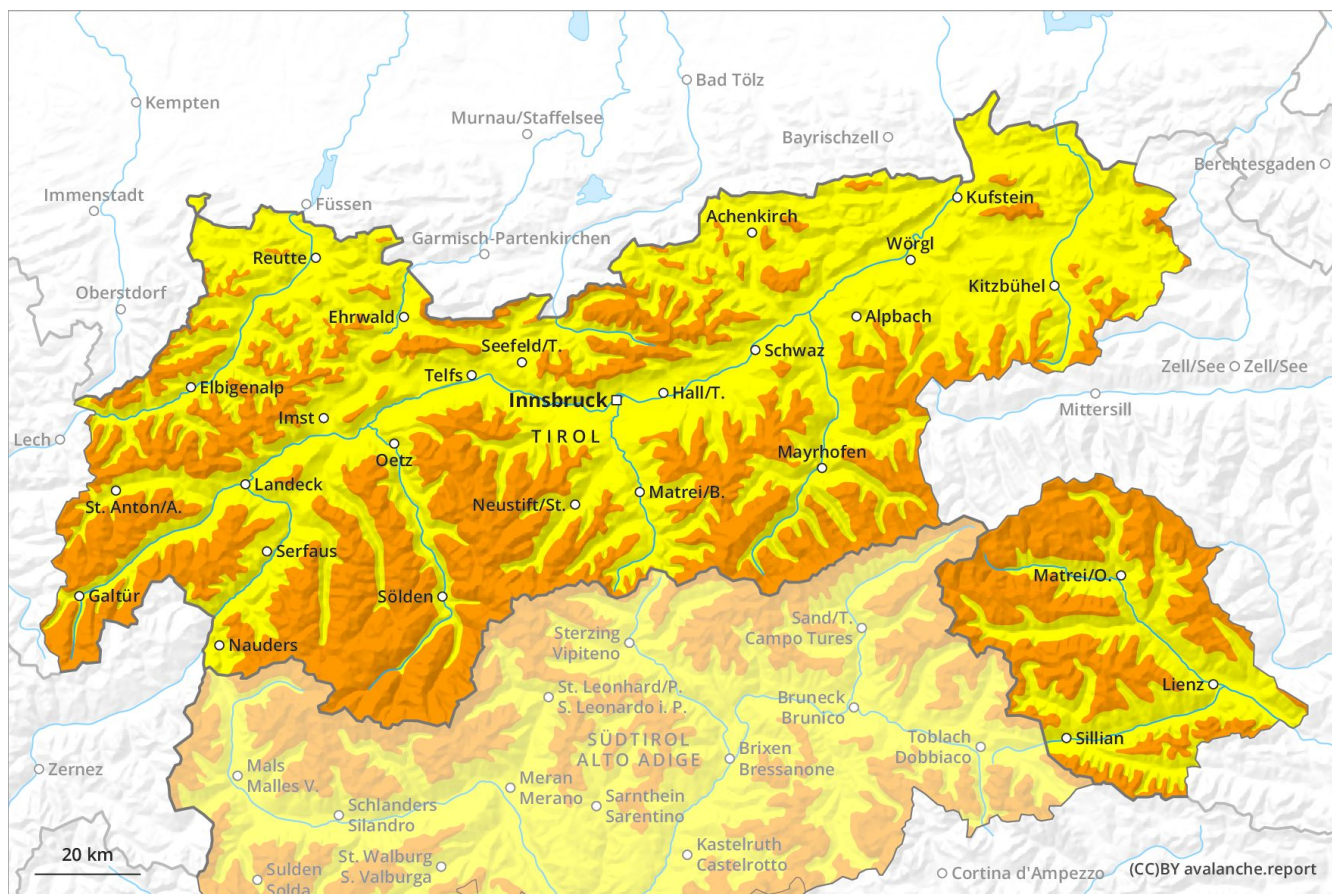 Bad Tölz
Kempten
Murnau/Staffelsee
Bayrischzell
Berchtesgaden
Immenstadt
Füssen
Kufstein
Achenkirch
Garmisch-Partenkirchen
Wörgl
Reutte
Oberstdorf
Kitzbühel
Ehrwald
Alpbach
Seefeld/T.
Schwaz
Zell/See
Zell/See
Telfs
Elbigenalp
Hall/T.
Innsbruck
Mittersill
Imst
Lech
TIROL
Oetz
Mayrhofen
Landeck
Matrei/B.
St. Anton/A.
Neustift/St.
Serfaus
Matrei/O.
Galtür
Sölden
Sand/T.
Campo Tures
Sterzing
Vipiteno
Nauders
Lienz
St. Leonhard/P.
S. Leonardo i. P.
Bruneck
Brunico
SÜDTIROL
ALTO ADIGE
Toblach
Dobbiaco
Sillian
Brixen
Bressanone
Zernez
Mals
Malles V.
Meran
Merano
Sarnthein
Sarentino
Schlanders
Silandro
Kastelruth
Castelrotto
20 km
St. Walburg
S. Valburga
Sulden
Solda
Cortina d'Ampezzo
(CC)BY avalanche.report